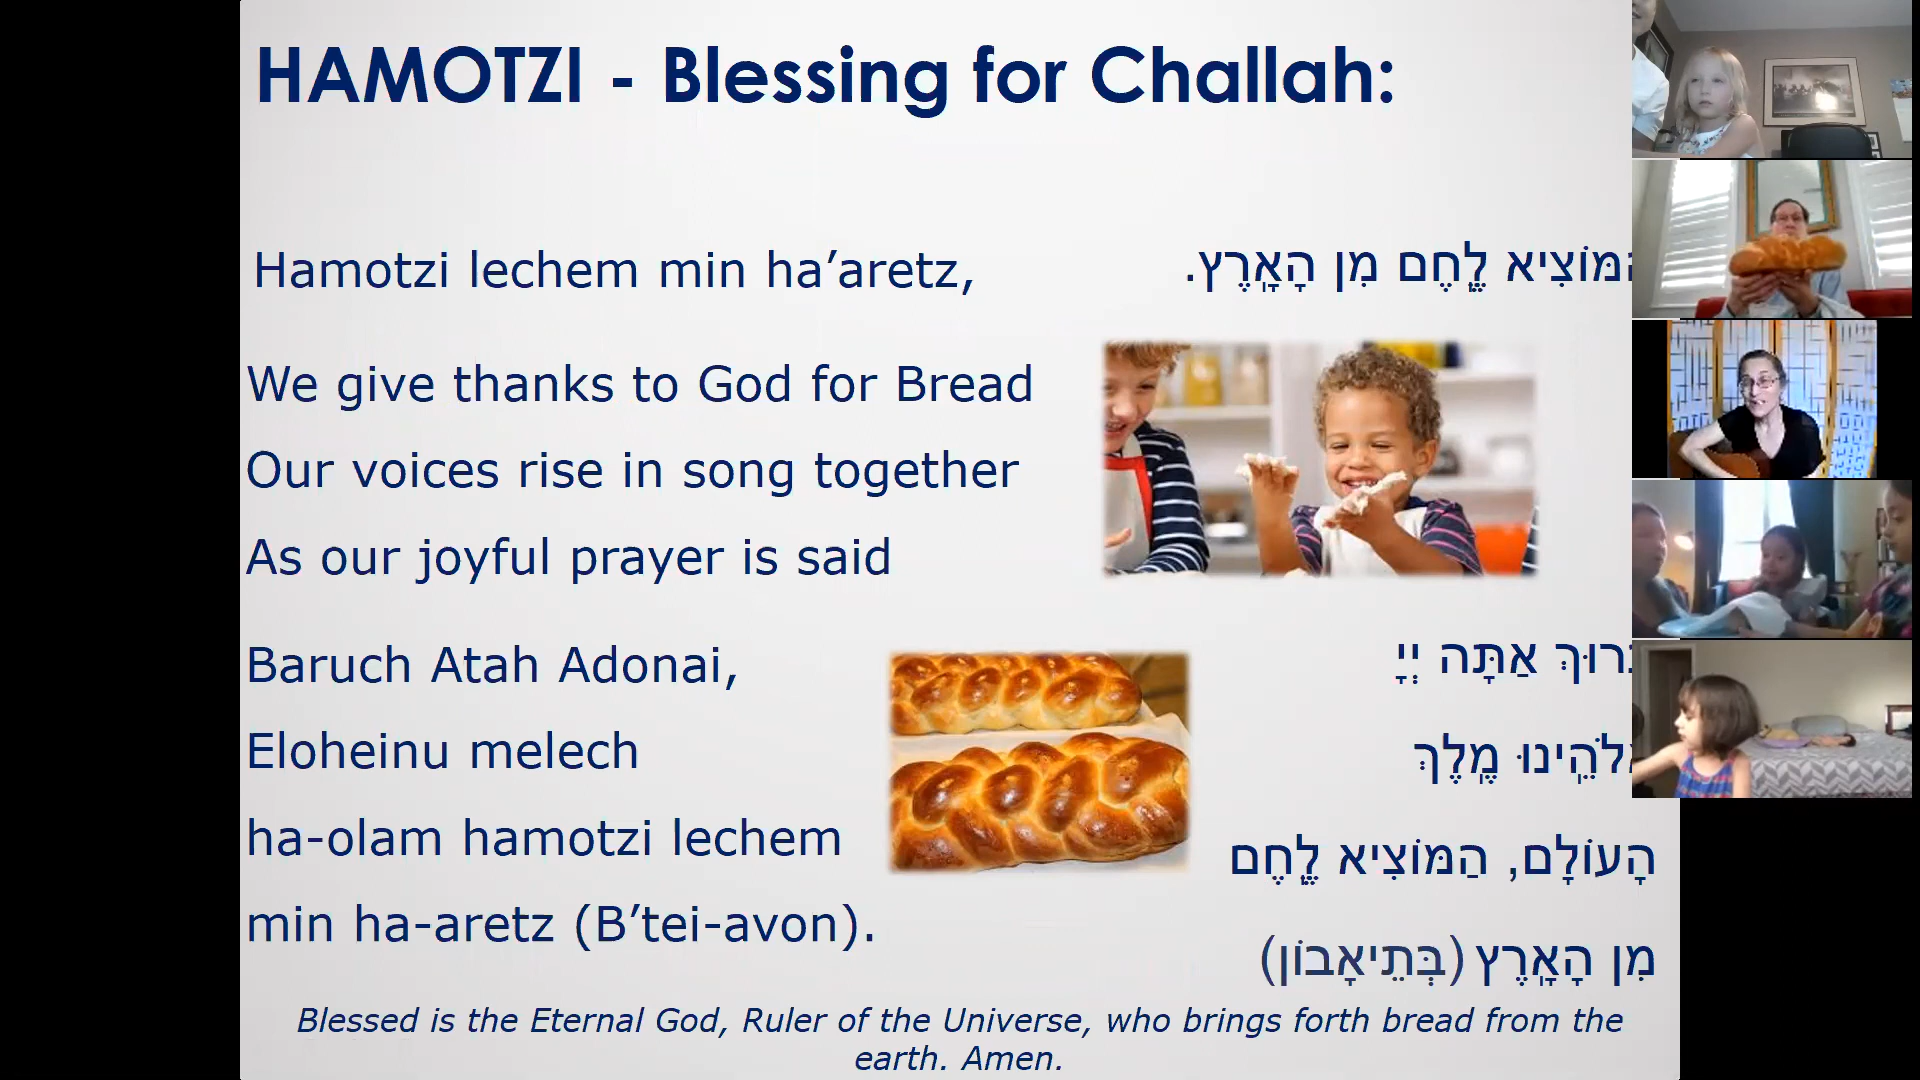 HAMOTZI - Blessing for Challah:
Hamotzi lechem min ha’aretz,
הַמּוֹצִיא לֶֽחֶם מִן הָאָֽרֶץ.
We give thanks to God for Bread
Our voices rise in song together
As our joyful prayer is said
Baruch Atah Adonai,
Eloheinu melech
ha-olam hamotzi lechem
min ha-aretz (B’tei-avon).
בָּרוּךְ אַתָּה יְיָ
אֱלֹהֵֽינוּ מֶֽלֶךְ
הָעוֹלָם, הַמּוֹצִיא לֶֽחֶם
מִן הָאָֽרֶץ (בְּתֵיאָבוֹן)
Blessed is the Eternal God, Ruler of the Universe, who brings forth bread from the
earth. Amen.